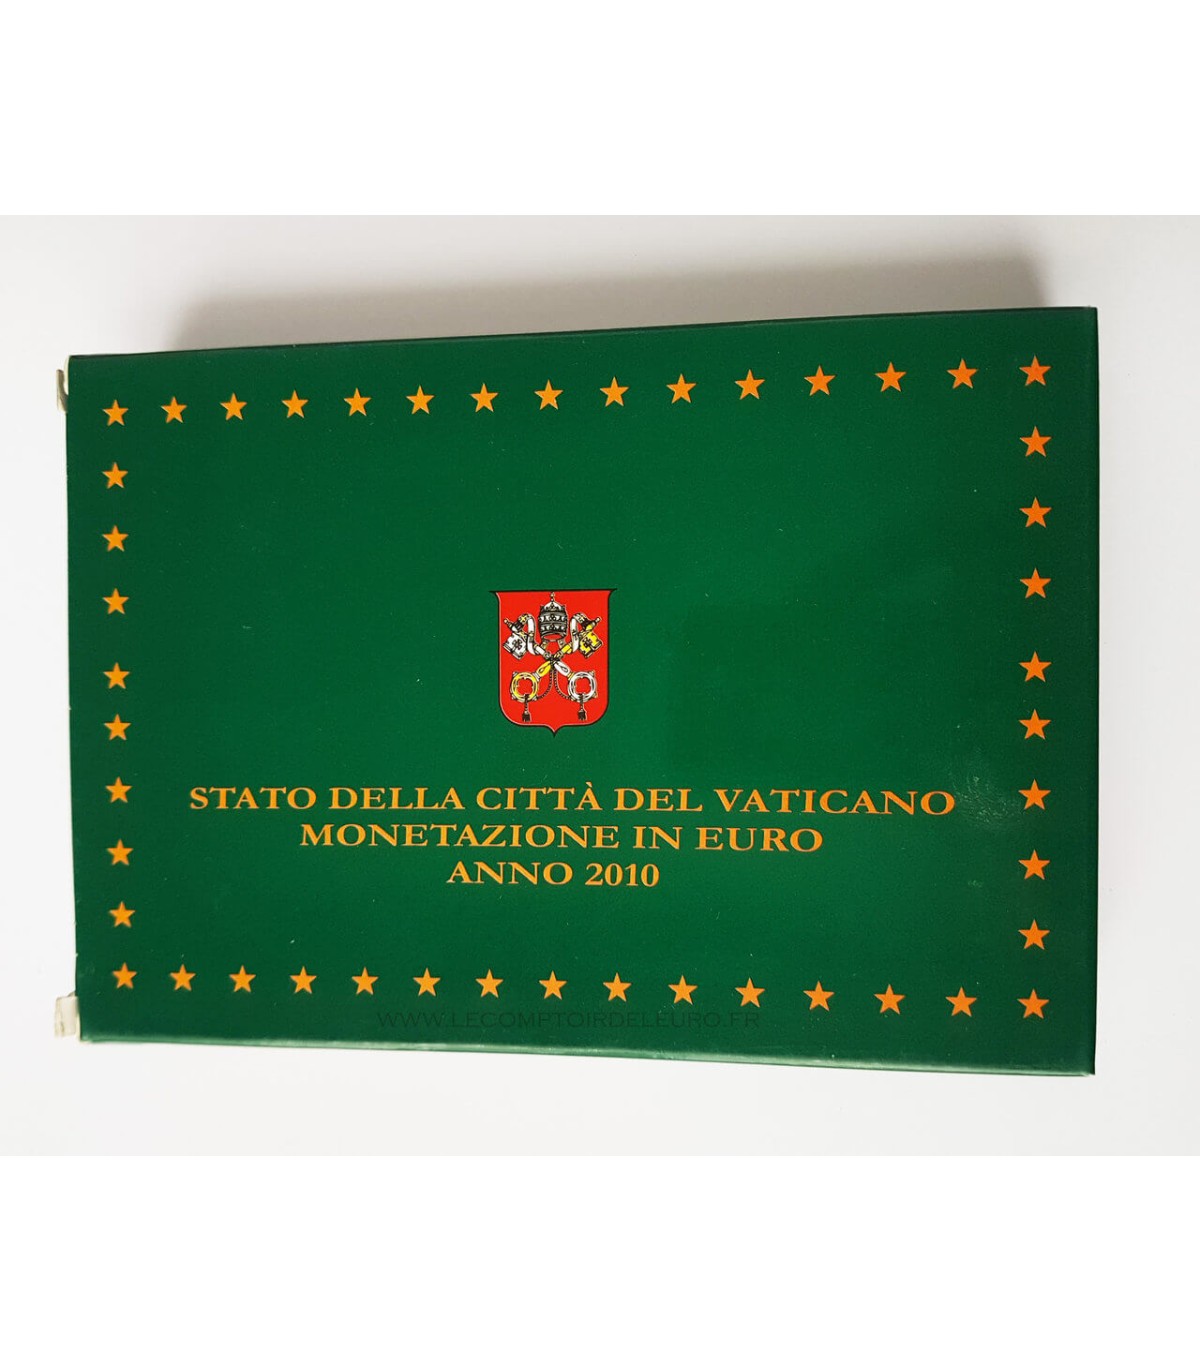 STATO DELLA CITTÀ DEL VATICANO
MONETAZIONE IN EURO
ANNO 2010
WWW.LECOMPTOIRDELEURO.FR